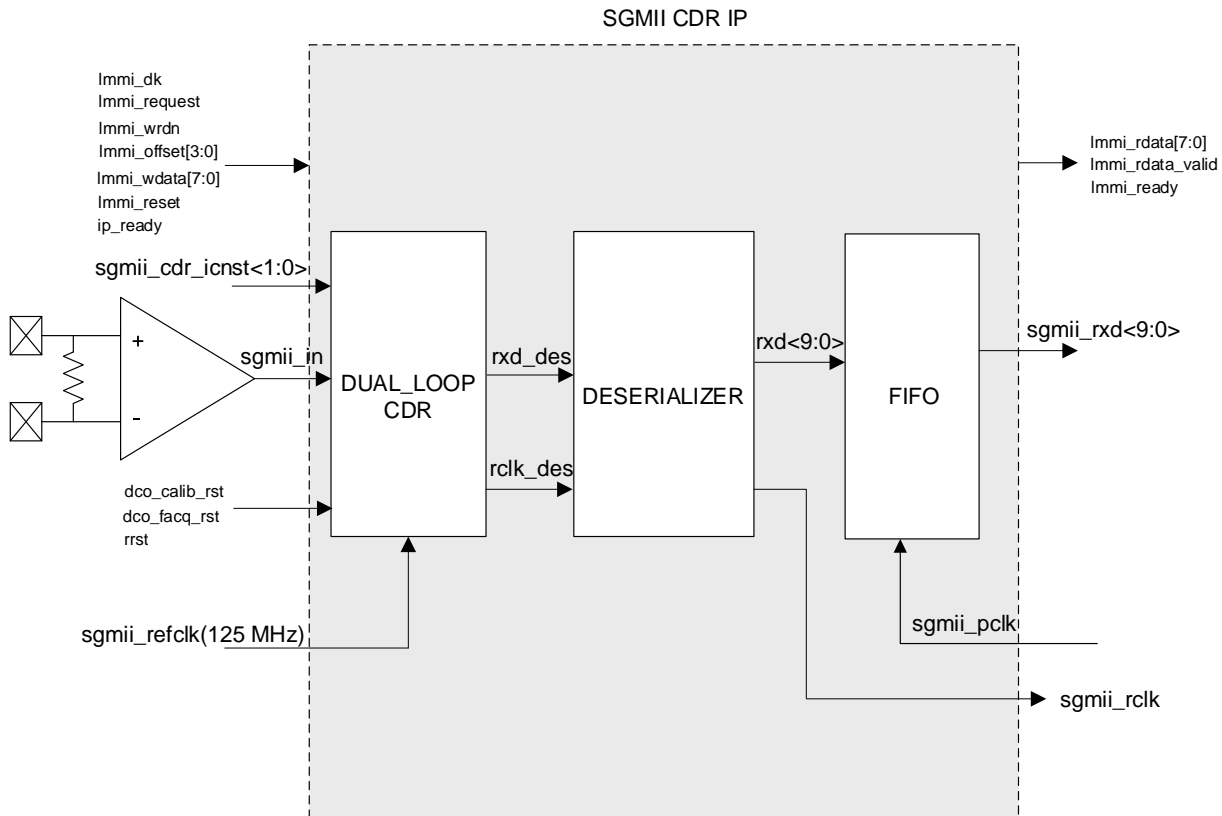 SGMII CDR IP
lmmi_clk
lmmi_request
lmmi_wrdn
lmmi_offset[3:0]
lmmi_wdata[7:0]
lmmi_reset
ip_ready
lmmi_rdata[7:0]
lmmi_rdata_valid
lmmi_ready
sgmii_cdr_icnst<1:0>
+
-
sgmii_in
DUAL_LOOP
CDR
rxd_des
rclk_des
DESERIALIZER
rxd<9:0>
FIFO
sgmii_rxd<9:0>
dco_calib_rst
dco_facq_rst
rrst
sgmii_refclk(125 MHz)
sgmii_pclk
sgmii_rclk